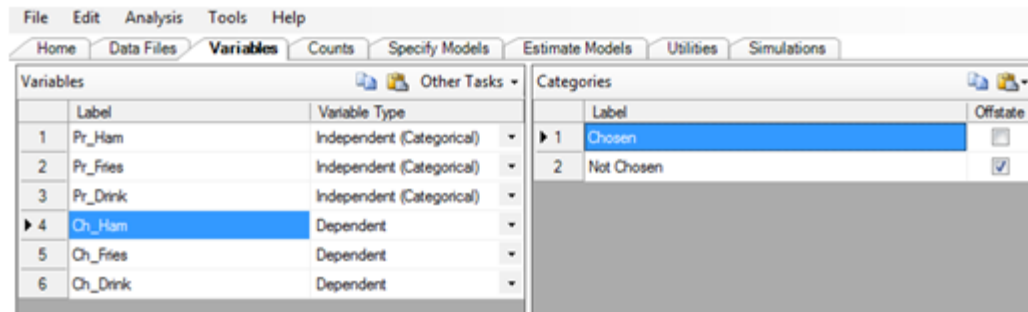 File Edit Analysis Tools Help
Home Data Files Variables Counts Specify Models Estimate Models Utilities Simulations
Variables Other Tasks Categories
Label Variable Type Label Offstate
1 Pr_Ham Independent (Categorical) 1 Chosen
2 Pr_Fries Independent (Categorical) 2 Not Chosen
3 Pr_Drink Independent (Categorical)
4 Ch_Ham Dependent
5 Ch_Fries Dependent
6 Ch_Drink Dependent